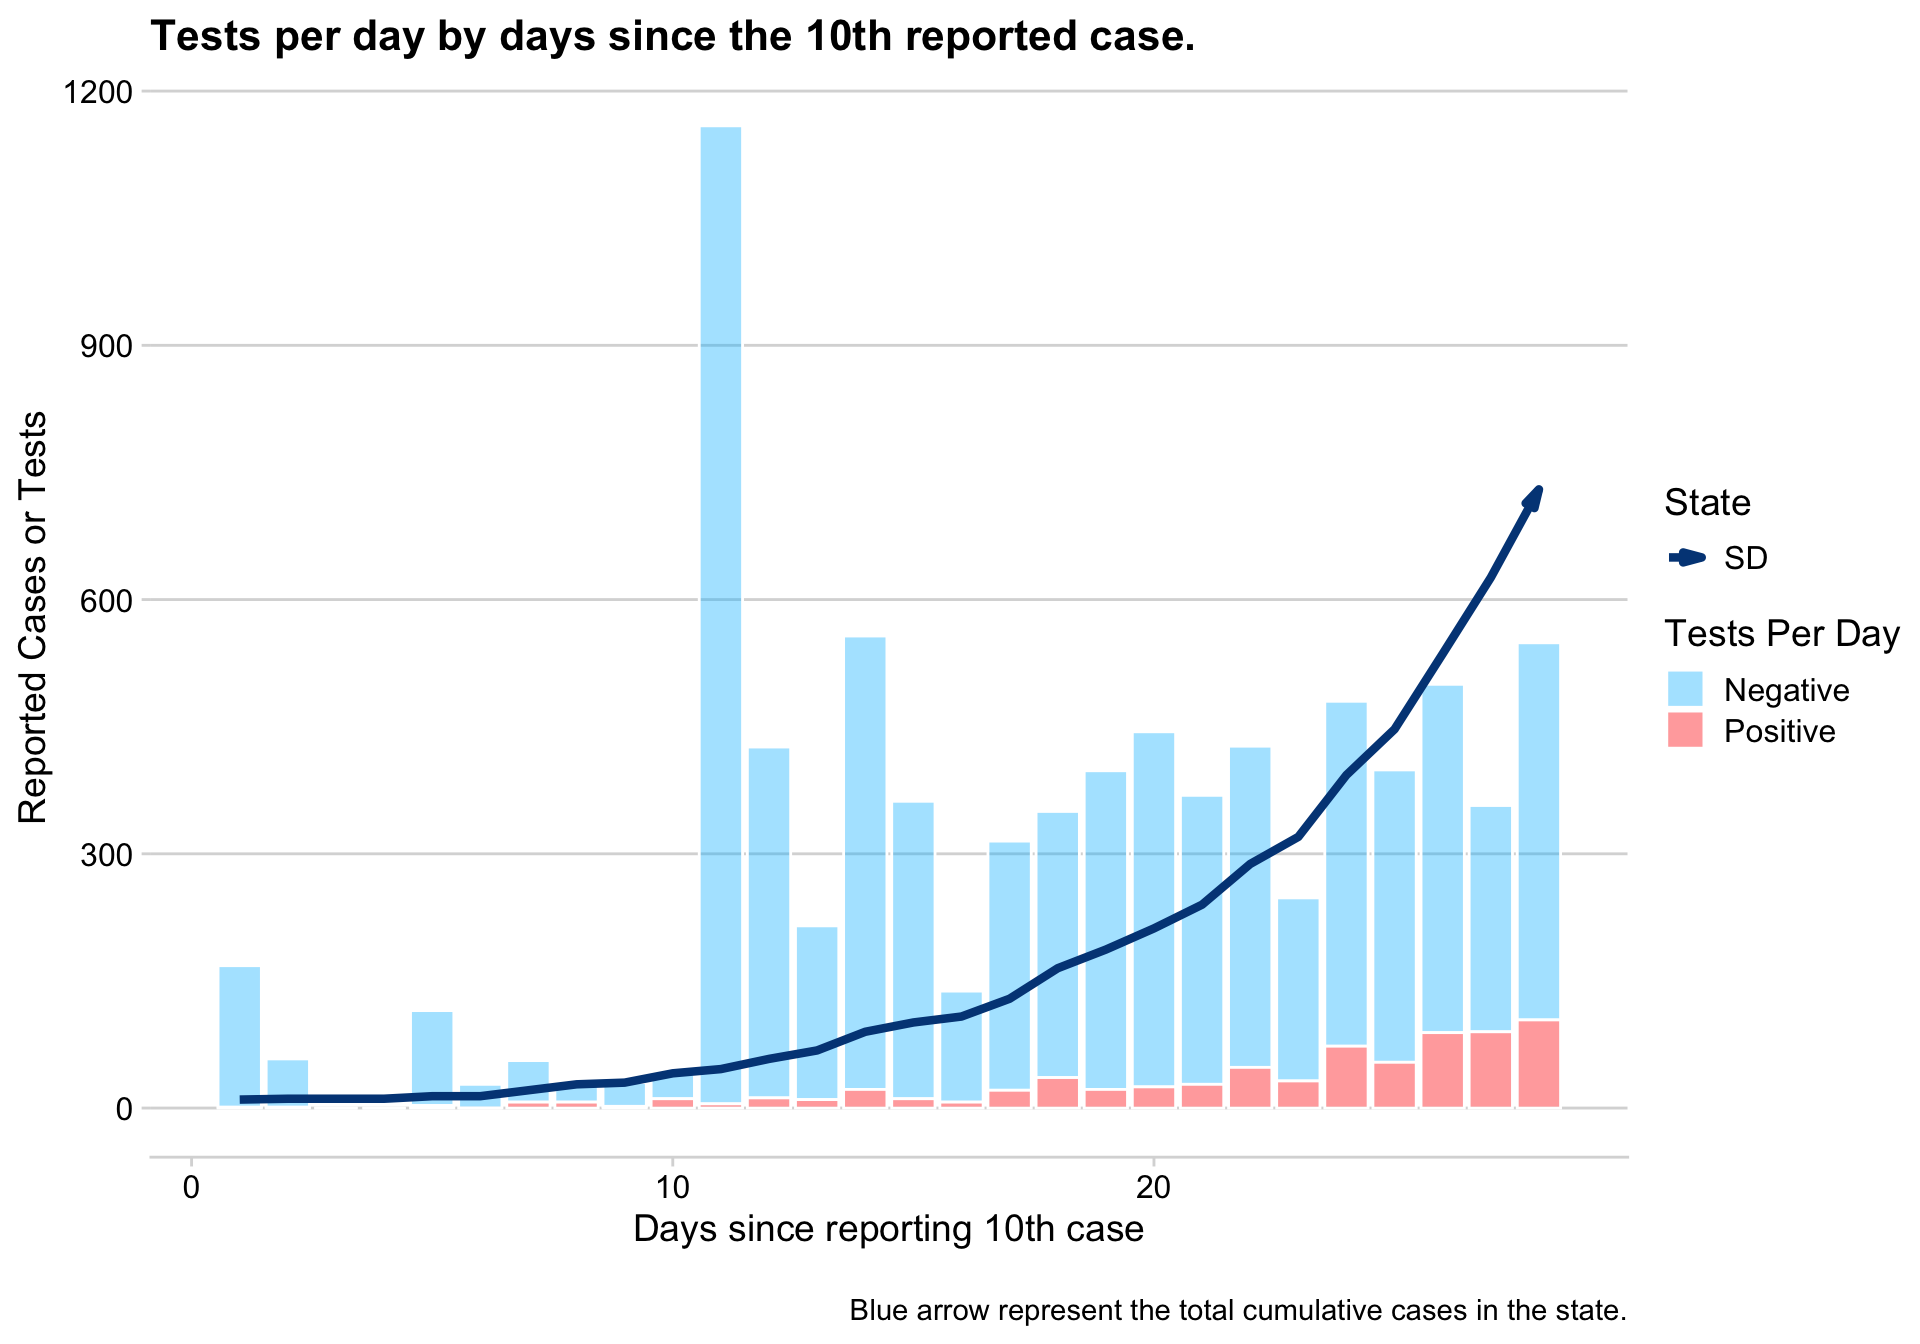 Tests per day by days since the 10th reported case.
1200
900
600
300
0
Reported Cases or Tests
0 10 20
Days since reporting 10th case
State
SD
Tests Per Day
Negative
Positive
Blue arrow represent the total cumulative cases in the state.